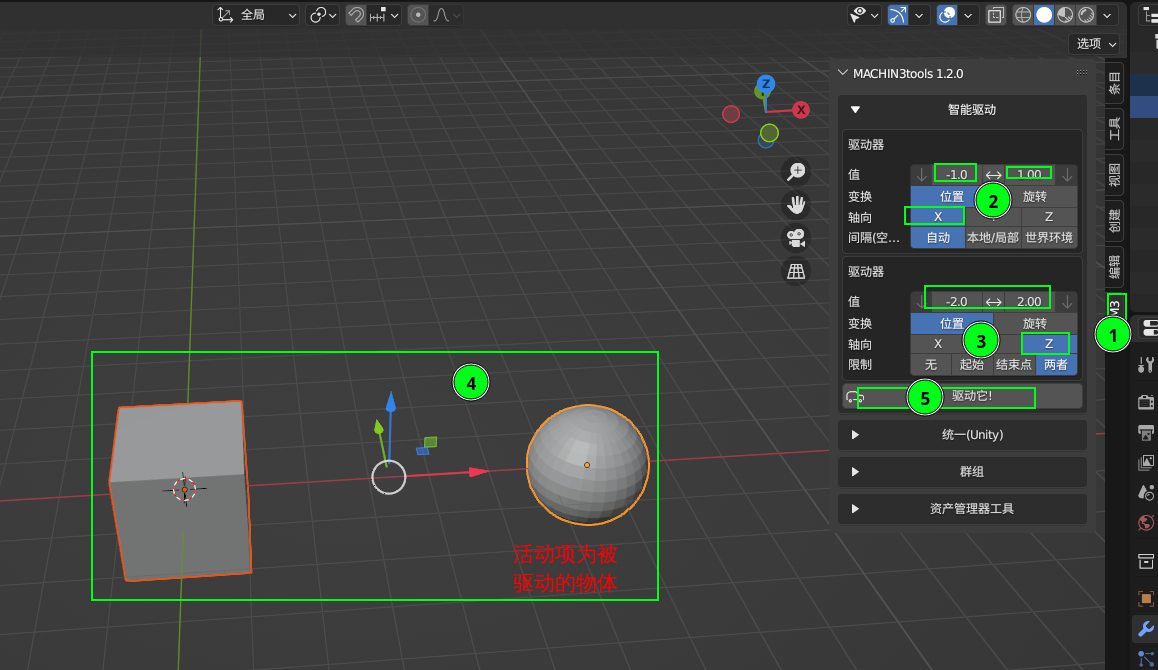 全局
选项
Z
X
MACHIN3tools 1.2.0
智能驱动
驱动器
值 -1.0 1.00
变换 位置 旋转
2
轴向 X Z
间隔(空... 自动 本地/局部 世界环境
驱动器
值 -2.0 2.00
变换 位置 旋转
3
轴向 X Z
限制 无 起始 结束点 两者
5
驱动它!
统一(Unity)
群组
资产管理器工具
条目
工具
视图
创建
编辑
M3
1
4
活动项为被
驱动的物体